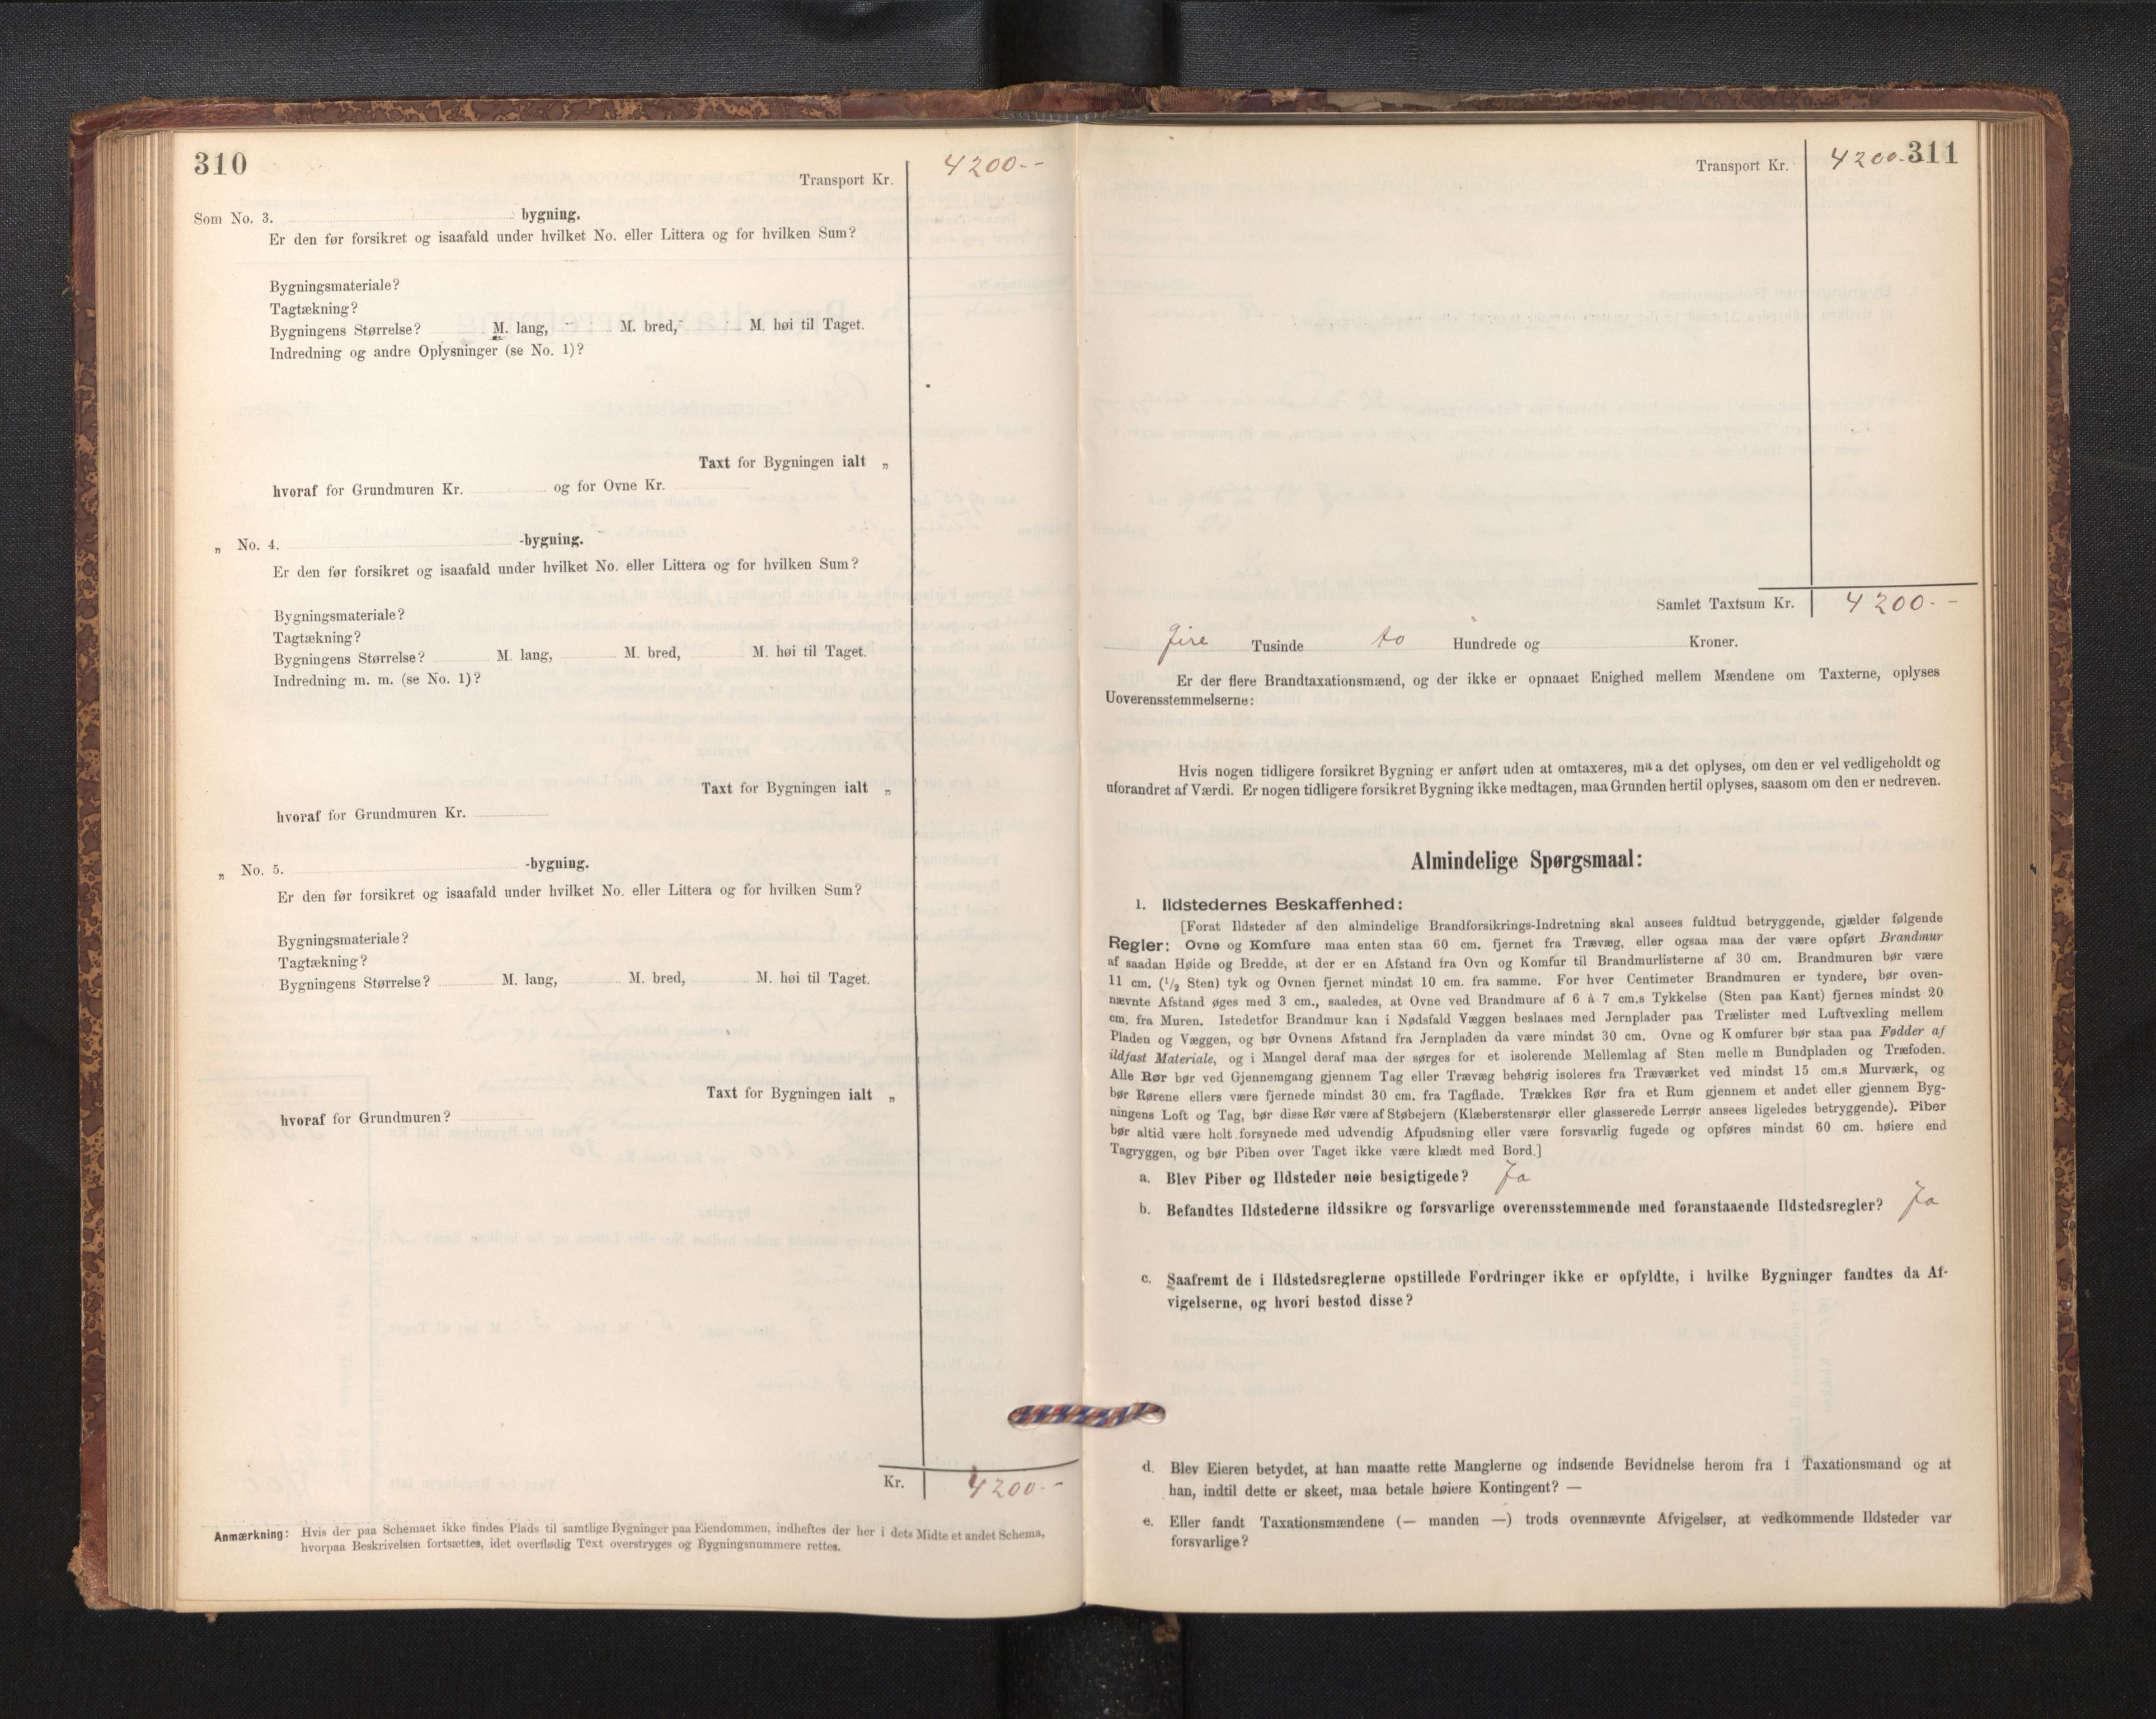 310
Transport Kr. 4200.--
Som No. 3. bygning.
Er den før forsikret og isaafald under hvilket No. eller Littera og for hvilken Sum?
Bygningsmateriale?
Tagtækning?
Bygningens Størrelse? M. lang, M. bred, M. høi til Taget.
Indredning og andre Oplysninger (se No. 1)?
Taxt for Bygningen ialt „
hvoraf for Grundmuren Kr. og for Ovne Kr.
„ No. 4. -bygning.
Er den før forsikret og isaafald under hvilket No. eller Littera og for hvilken Sum?
Bygningsmateriale?
Tagtækning?
Bygningens Størrelse? M. lang, M. bred, M. høi til Taget.
Indredning m. m. (se No. 1)?
Taxt for Bygningen ialt „
hvoraf for Grundmuren Kr.
„ No. 5. -bygning.
Er den før forsikret og isaafald under hvilket No. eller Littera og for hvilken Sum?
Bygningsmateriale?
Tagtækning?
Bygningens Størrelse? M. lang, M. bred, M. høi til Taget.
Taxt for Bygningen ialt „
hvoraf for Grundmuren?
Kr. 4200.--
Anmærkning: Hvis der paa Schemaet ikke findes Plads til samtlige Bygninger paa Eiendommen, indheftes der her i dets Midte et andet Schema,
hvorpaa Beskrivelsen fortsættes, idet overflødig Text overstryges og Bygningsnummere rettes.
311
Transport Kr. 4200.-
Samlet Taxtsum Kr. 4200.--
fire Tusinde to Hundrede og Kroner.
Er der flere Brandtaxationsmænd, og der ikke er opnaaet Enighed mellem Mændene om Taxterne, oplyses
Uoverensstemmelserne:
Hvis nogen tidligere forsikret Bygning er anført uden at omtaxeres, maa det oplyses, om den er vel vedligeholdt og
uforandret af Værdi. Er nogen tidligere forsikret Bygning ikke medtagen, maa Grunden hertil oplyses, saasom om den er nedreven.
Almindelige Spørgsmaal:
1. Ildstedernes Beskaffenhed:
[Forat Ildsteder af den almindelige Brandforsikrings-Indretning skal ansees fuldtud betryggende, gjælder følgende
Regler: Ovne og Komfure maa enten staa 60 cm. fjernet fra Trævæg, eller ogsaa maa der være opført Brandmur
af saadan Høide og Bredde, at der er en Afstand fra Ovn og Komfur til Brandmurlisterne af 30 cm. Brandmuren bør være
11 cm. (1/2 Sten) tyk og Ovnen fjernet mindst 10 cm. fra samme. For hver Centimeter Brandmuren er tyndere, bør oven-
nævnte Afstand øges med 3 cm., saaledes, at Ovne ved Brandmure af 6 à 7 cm.s Tykkelse (Sten paa Kant) fjernes mindst 20
cm. fra Muren. Istedetfor Brandmur kan i Nødsfald Væggen beslaaes med Jernplader paa Trælister med Luftvexling mellem
Pladen og Væggen, og bør Ovnens Afstand fra Jernpladen da være mindst 30 cm. Ovne og Komfurer bør staa paa Fødder af
ildfast Materiale, og i Mangel deraf maa der sørges for et isolerende Mellemlag af Sten mellem Bundpladen og Træfoden.
Alle Rør bør ved Gjennemgang gjennem Tag eller Trævæg behørig isoleres fra Træværket ved mindst 15 cm.s Murværk, og
bør Rørene ellers være fjernede mindst 30 cm. fra Tagflade. Trækkes Rør fra et Rum gjennem et andet eller gjennem Byg-
ningens Loft og Tag, bør disse Rør være af Støbejern (Klæberstensrør eller glasserede Lerrør ansees ligeledes betryggende). Piber
bør altid være helt forsynede med udvendig Afpudsning eller være forsvarlig fugede og opføres mindst 60 cm. høiere end
Tagryggen, og bør Piben over Taget ikke være klædt med Bord.]
a. Blev Piber og Ildsteder nøie besigtigede? Ja
b. Befandtes Ildstederne ildssikre og forsvarlige overensstemmende med foranstaaende Ildstedsregler? Ja
c. Saafremt de i Ildstedsreglerne opstillede Fordringer ikke er opfyldte, i hvilke Bygninger fandtes da Af-
vigelserne, og hvori bestod disse?
d. Blev Eieren betydet, at han maatte rette Manglerne og indsende Bevidnelse herom fra 1 Taxationsmand og at
han, indtil dette er skeet, maa betale høiere Kontingent? —
e. Eller fandt Taxationsmændene (— manden —) trods ovennævnte Afvigelser, at vedkommende Ildsteder var
forsvarlige?